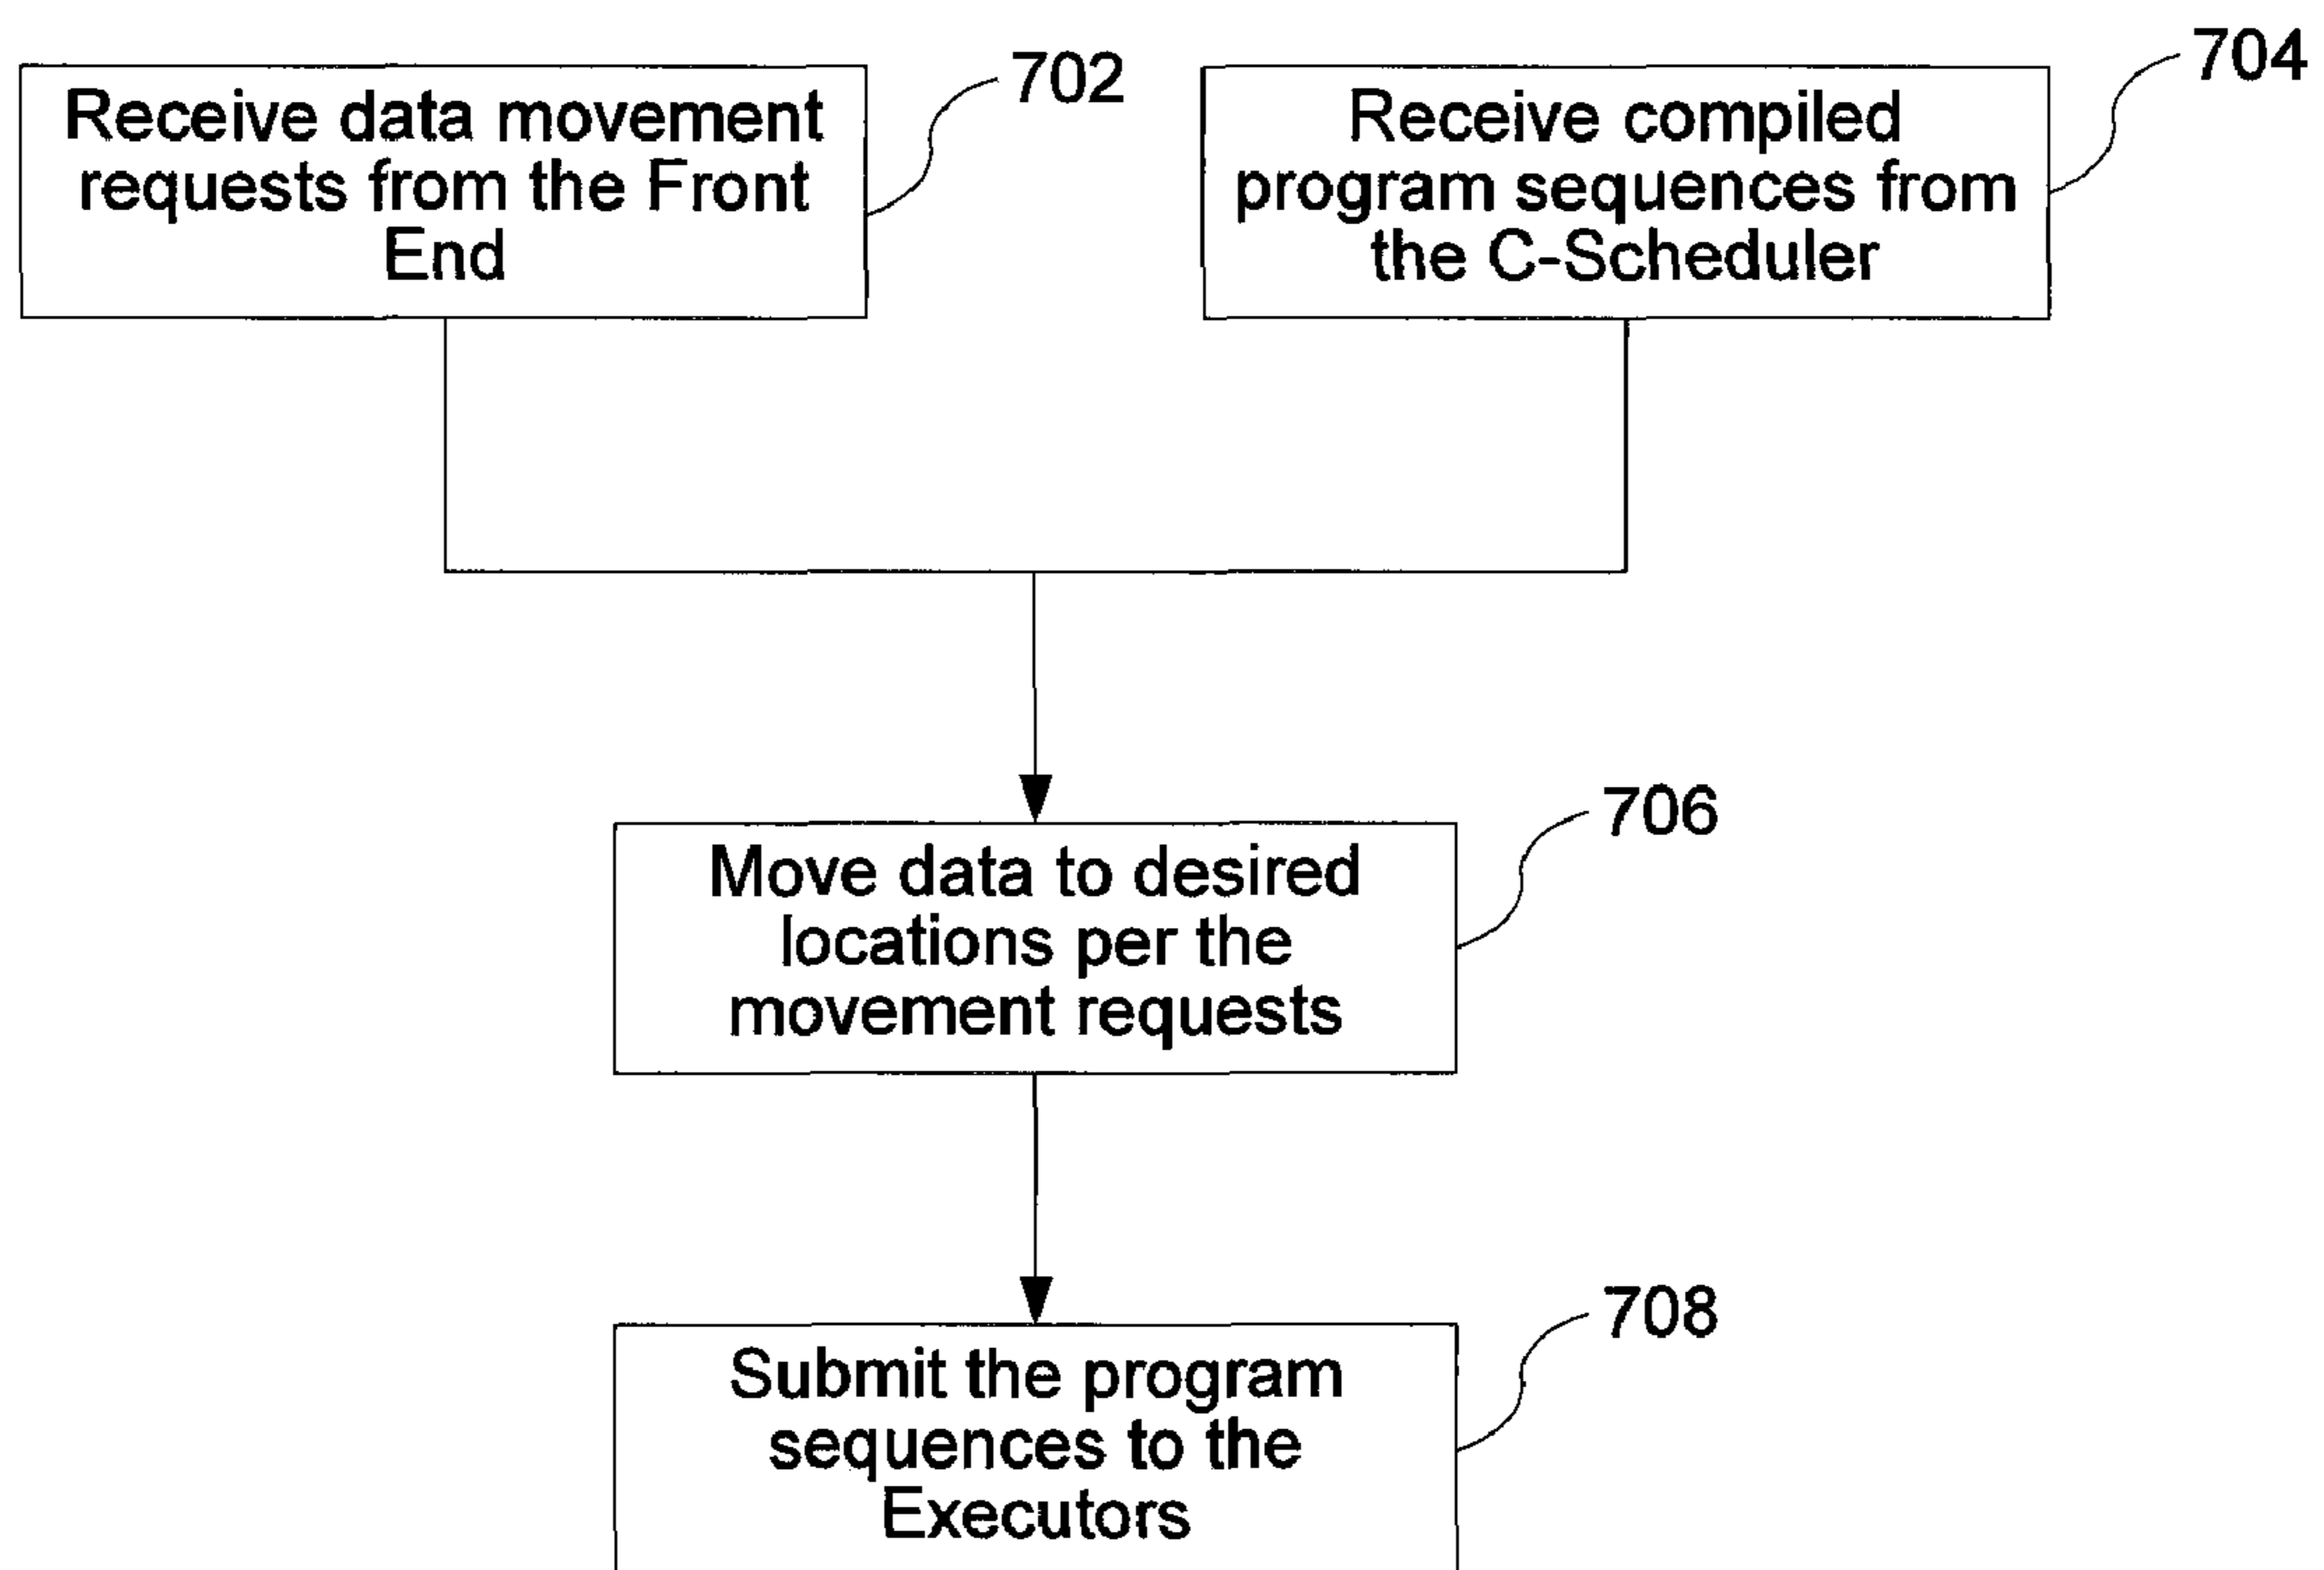 Receive data movement
requests from the Front
End
702
Receive compiled
program sequences from
the C-Scheduler
704
Move data to desired
locations per the
movement requests
706
Submit the program
sequences to the
Executors
708